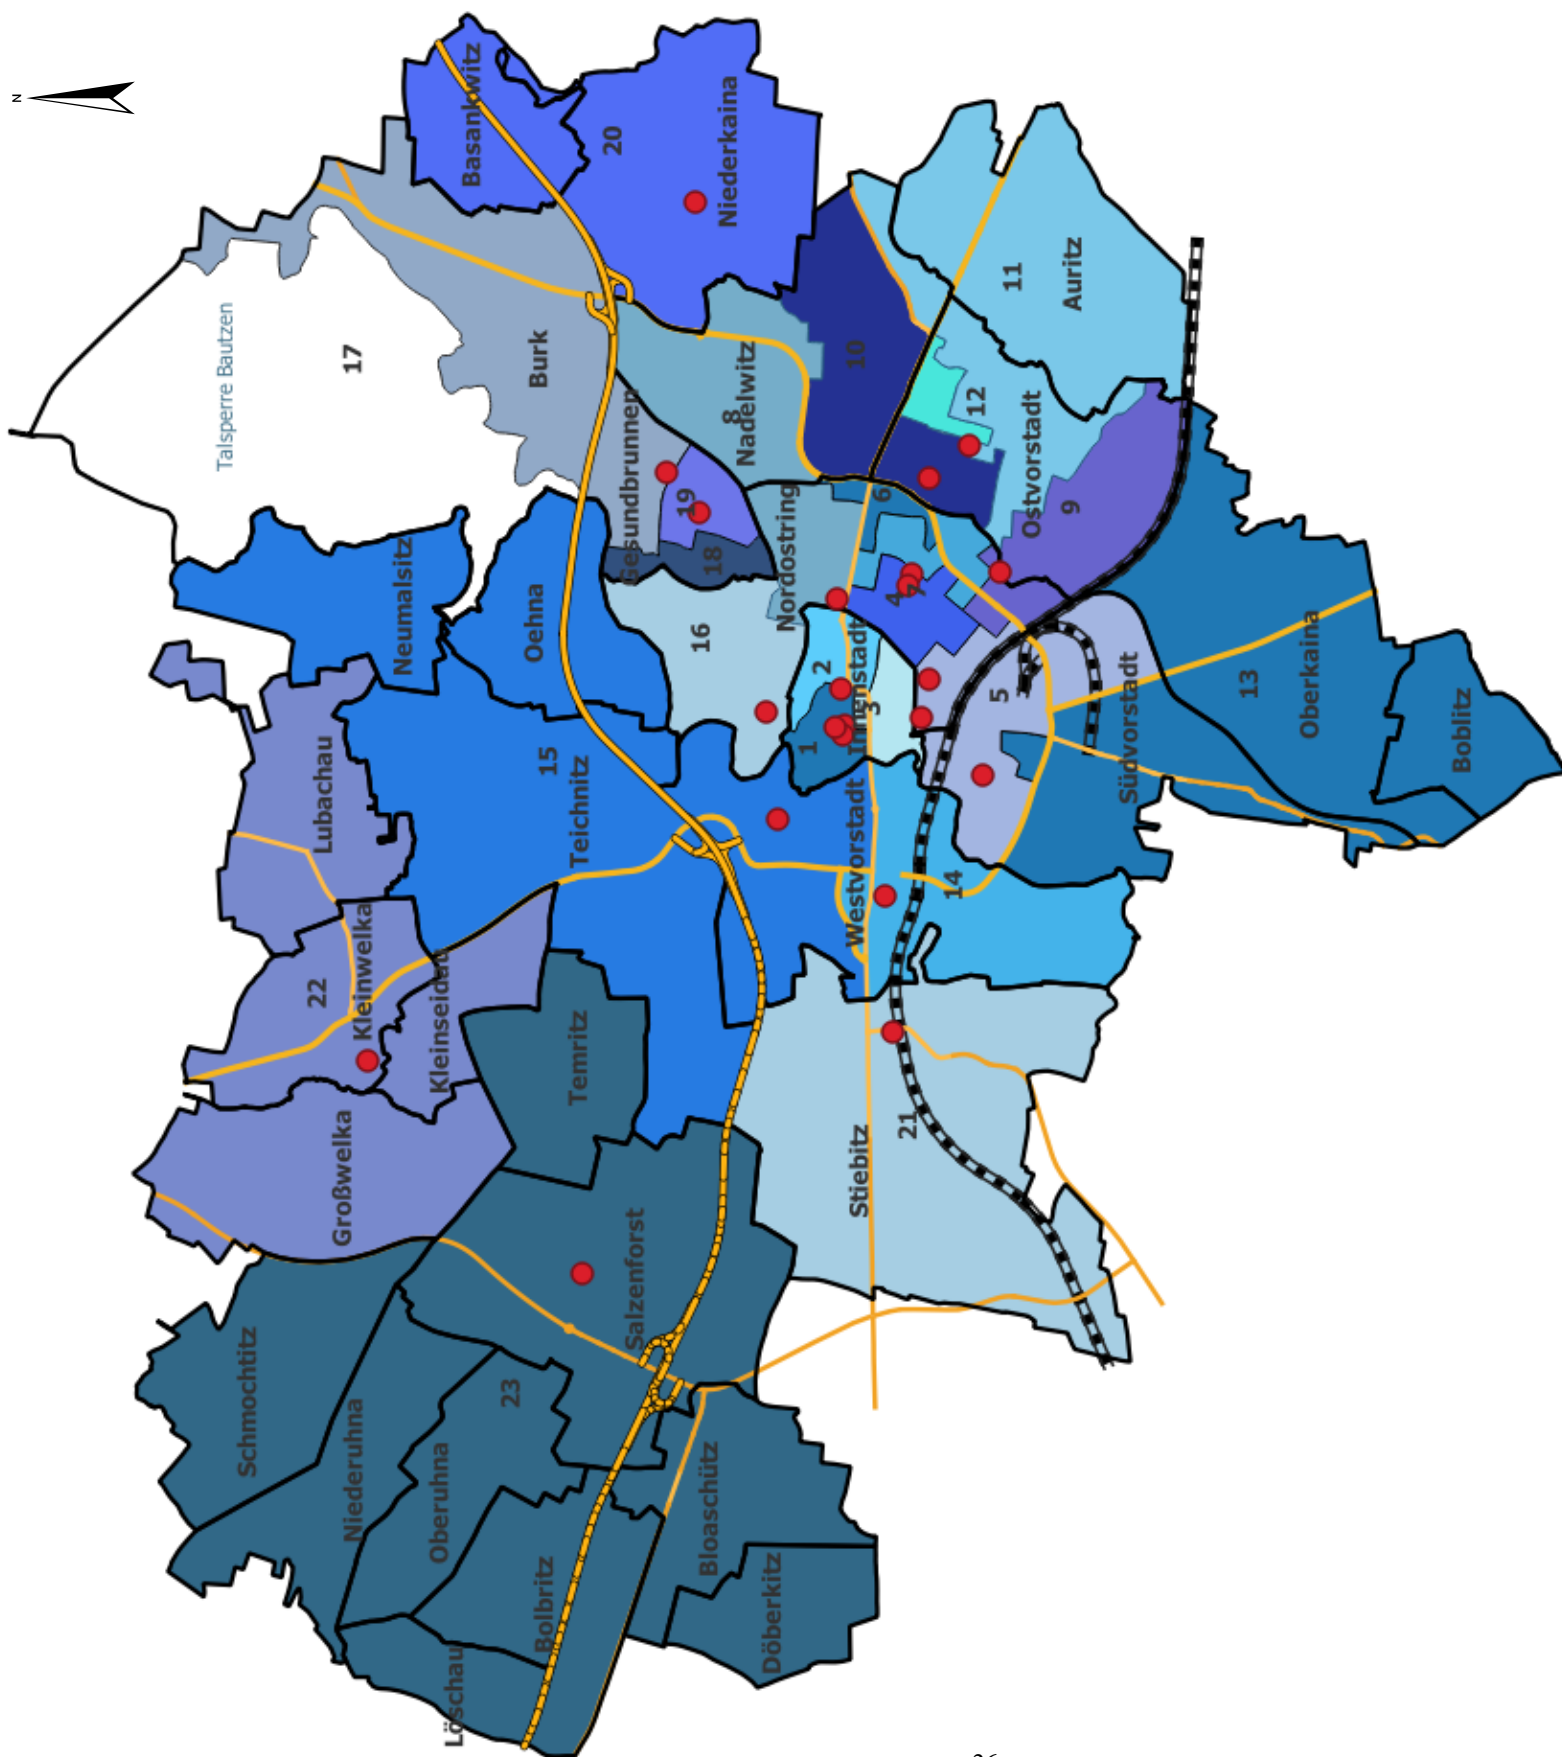 N
Basankwitz
20
Niederkaina
Talsperre Bautzen
17
Burk
11
Auritz
10
Gesundbrunnen
8
Nadelwitz
12
Ostvorstadt
9
19
6
18
Nordostring
Neumalsitz
Oehna
16
4
7
2
Innenstadt
3
1
5
13
Oberkaina
Boblitz
Südvorstadt
Lubachau
15
Teichnitz
Westvorstadt
14
22
Kleinwelka
Kleinseidau
Temritz
Großwelka
Stiebitz
21
Salzenforst
Schmochtitz
Niederuhna
23
Oberuhna
Bolbritz
Bloaschütz
Döberkitz
Löschau